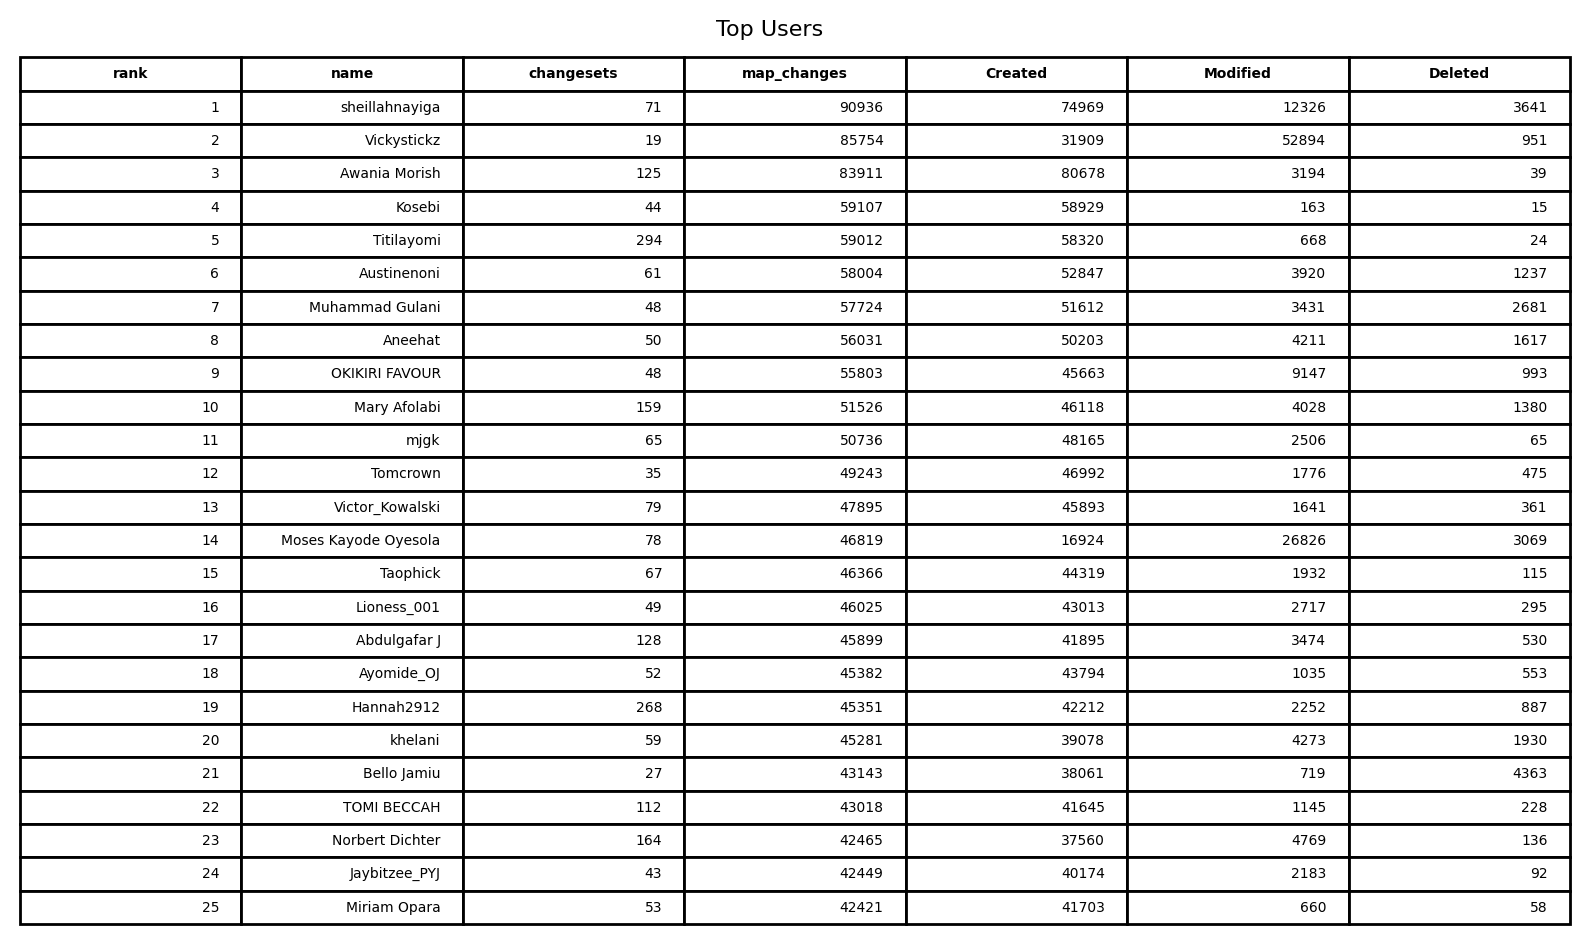 Top Users
rank name changesets map_changes Created Modified Deleted
1 sheillahnayiga 71 90936 74969 12326 3641
2 Vickystickz 19 85754 31909 52894 951
3 Awania Morish 125 83911 80678 3194 39
4 Kosebi 44 59107 58929 163 15
5 Titilayomi 294 59012 58320 668 24
6 Austinenoni 61 58004 52847 3920 1237
7 Muhammad Gulani 48 57724 51612 3431 2681
8 Aneehat 50 56031 50203 4211 1617
9 OKIKIRI FAVOUR 48 55803 45663 9147 993
10 Mary Afolabi 159 51526 46118 4028 1380
11 mjgk 65 50736 48165 2506 65
12 Tomcrown 35 49243 46992 1776 475
13 Victor_Kowalski 79 47895 45893 1641 361
14 Moses Kayode Oyesola 78 46819 16924 26826 3069
15 Taophick 67 46366 44319 1932 115
16 Lioness_001 49 46025 43013 2717 295
17 Abdulgafar J 128 45899 41895 3474 530
18 Ayomide_OJ 52 45382 43794 1035 553
19 Hannah2912 268 45351 42212 2252 887
20 khelani 59 45281 39078 4273 1930
21 Bello Jamiu 27 43143 38061 719 4363
22 TOMI BECCAH 112 43018 41645 1145 228
23 Norbert Dichter 164 42465 37560 4769 136
24 Jaybitzee_PYJ 43 42449 40174 2183 92
25 Miriam Opara 53 42421 41703 660 58